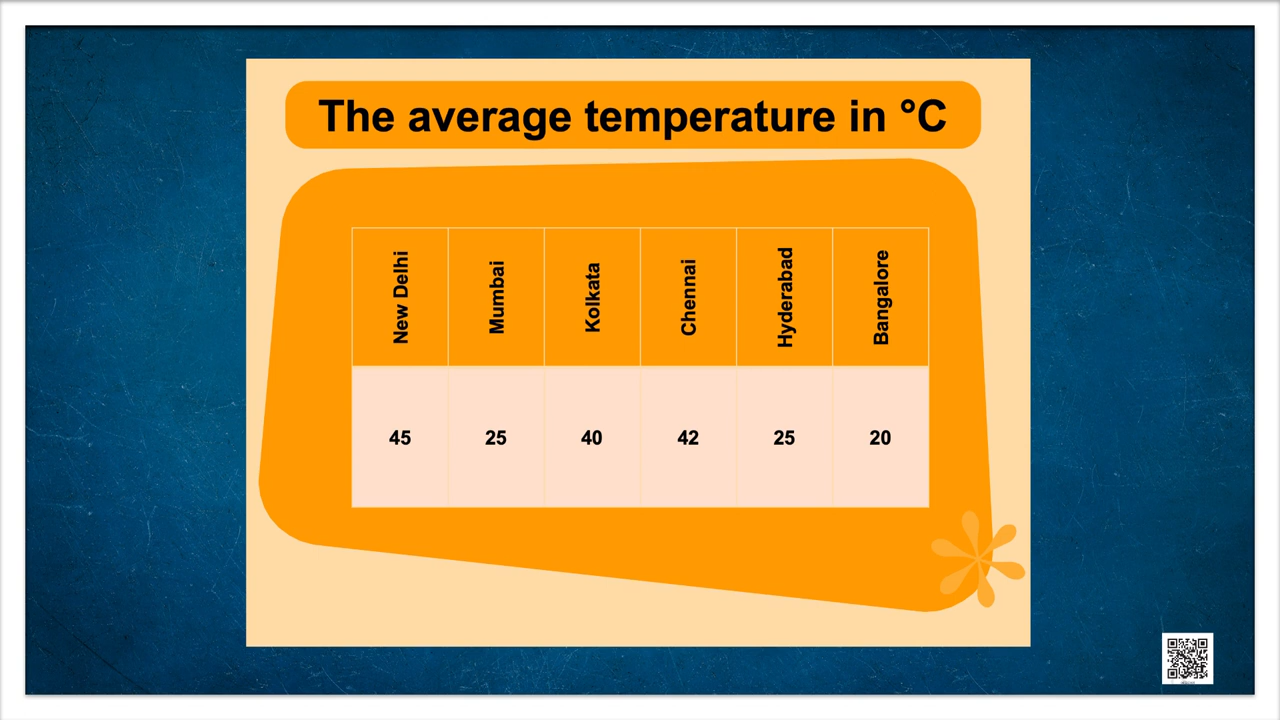 The average temperature in °C
New Delhi Mumbai Kolkata Chennai Hyderabad Bangalore
45 25 40 42 25 20